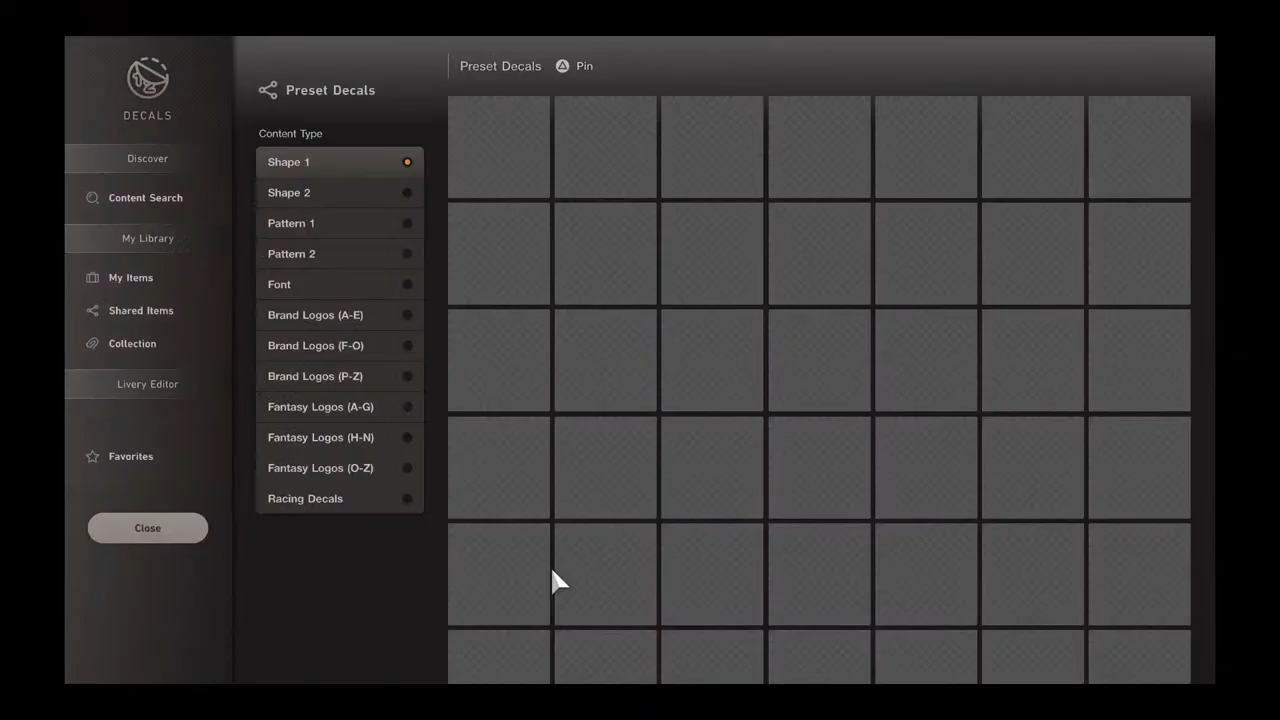 DECALS
Discover
Content Search
My Library
My Items
Shared Items
Collection
Livery Editor
Favorites
Close
Preset Decals
Content Type
Shape 1
Shape 2
Pattern 1
Pattern 2
Font
Brand Logos (A-E)
Brand Logos (F-O)
Brand Logos (P-Z)
Fantasy Logos (A-G)
Fantasy Logos (H-N)
Fantasy Logos (O-Z)
Racing Decals
Preset Decals Pin